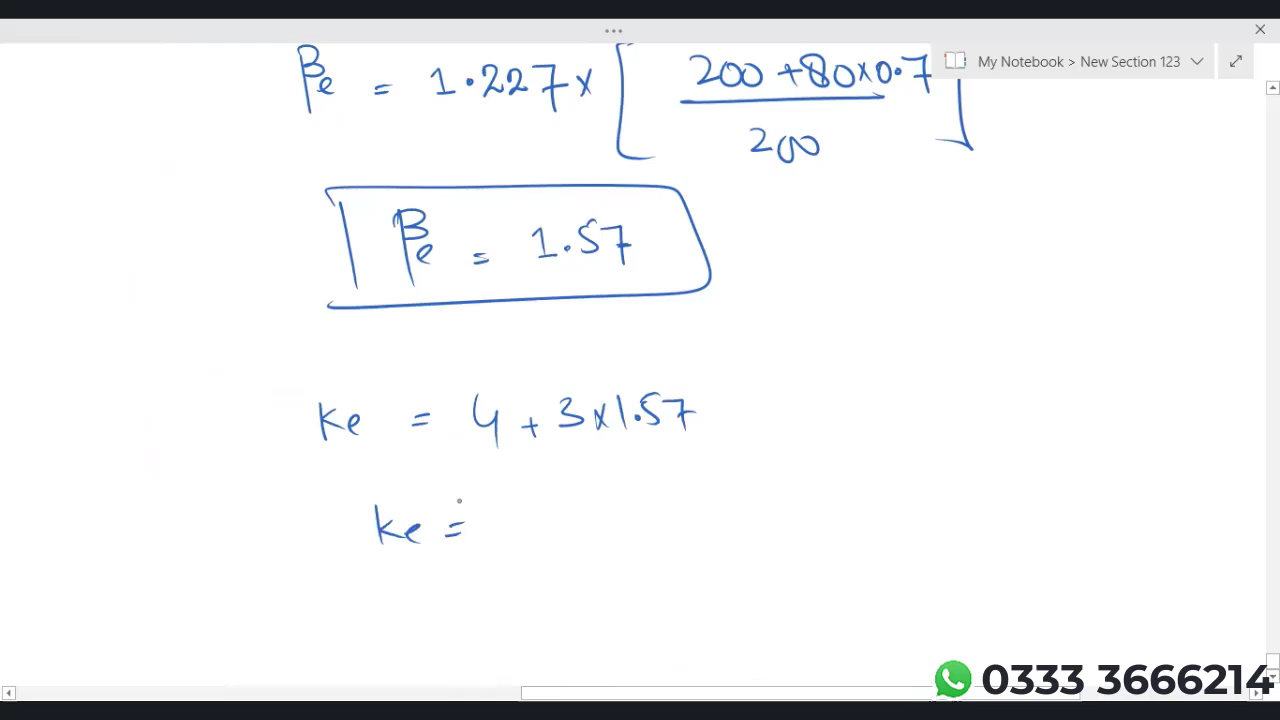 ...
My Notebook > New Section 123
βe = 1.227 × [ 200 + 80×0.7 / 200 ]
βe = 1.57
Ke = 4 + 3×1.57
Ke =
0333 3666214